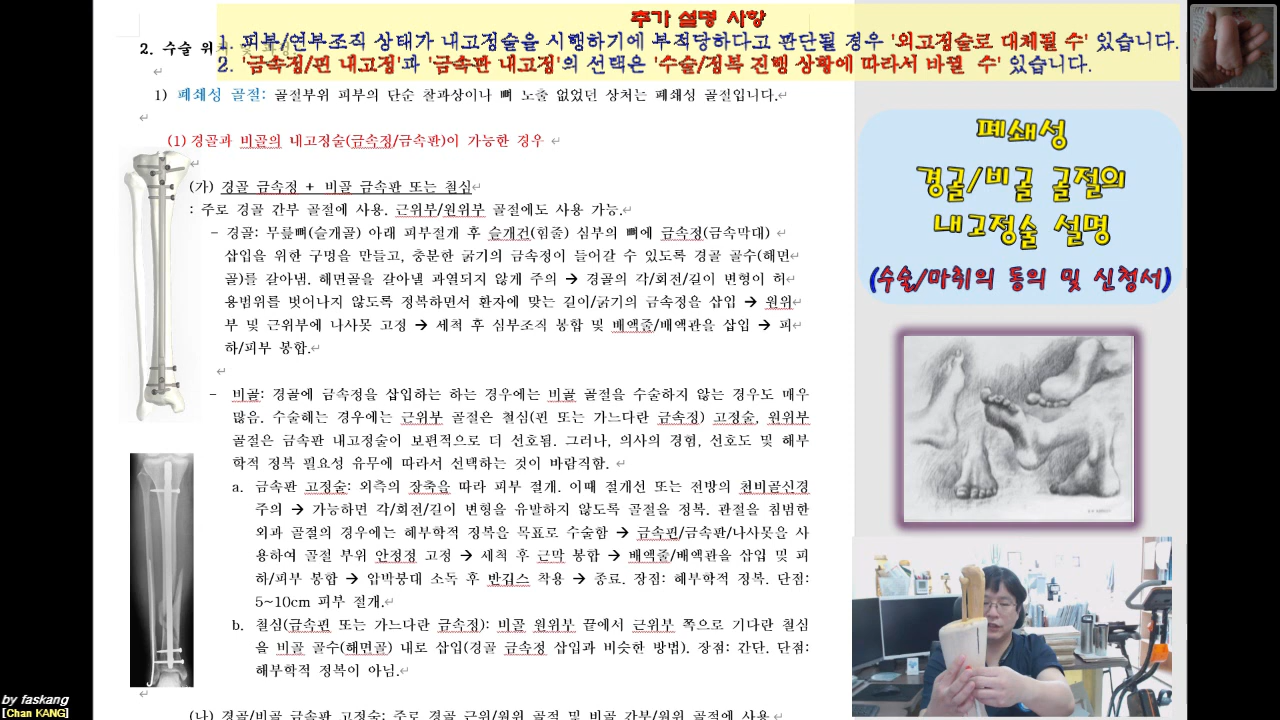 추가 설명 사항
1. 피부/연부조직 상태가 내고정술을 시행하기에 부적당하다고 판단될 경우 '외고정술로 대체될 수' 있습니다.
2. '금속정/핀 내고정'과 '금속판 내고정'의 선택은 '수술/정복 진행 상황에 따라서 바뀔 수' 있습니다.
2. 수술 위
1) 폐쇄성 골절: 골절부위 피부의 단순 찰과상이나 뼈 노출 없었던 상처는 폐쇄성 골절입니다.
(1) 경골과 비골의 내고정술(금속정/금속판)이 가능한 경우
(가) 경골 금속정 + 비골 금속판 또는 철심
: 주로 경골 간부 골절에 사용. 근위부/원위부 골절에도 사용 가능.
- 경골: 무릎뼈(슬개골) 아래 피부절개 후 슬개건(힘줄) 심부의 뼈에 금속정(금속막대)
삽입을 위한 구멍을 만들고, 충분한 굵기의 금속정이 들어갈 수 있도록 경골 골수(해면
골)를 갈아냄. 해면골을 갈아낼 과열되지 않게 주의 → 경골의 각/회전/길이 변형이 허
용범위를 벗어나지 않도록 정복하면서 환자에 맞는 길이/굵기의 금속정을 삽입 → 원위
부 및 근위부에 나사못 고정 → 세척 후 심부조직 봉합 및 배액줄/배액관을 삽입 → 피
하/피부 봉합.
- 비골: 경골에 금속정을 삽입하는 하는 경우에는 비골 골절을 수술하지 않는 경우도 매우
많음. 수술헤는 경우에는 근위부 골절은 철심(핀 또는 가느다란 금속정) 고정술, 원위부
골절은 금속판 내고정술이 보편적으로 더 선호됨. 그러나, 의사의 경험, 선호도 및 해부
학적 정복 필요성 유무에 따라서 선택하는 것이 바람직함.
a. 금속판 고정술: 외측의 장축을 따라 피부 절개. 이때 절개선 또는 전방의 천비골신경
주의 → 가능하면 각/회전/길이 변형을 유발하지 않도록 골절을 정복. 관절을 침범한
외과 골절의 경우에는 해부학적 정복을 목표로 수술함 → 금속핀/금속판/나사못을 사
용하여 골절 부위 안정정 고정 → 세척 후 근막 봉합 → 배액줄/배액관을 삽입 및 피
하/피부 봉합 → 압박붕대 소독 후 반깁스 착용 → 종료. 장점: 해부학적 정복. 단점:
5~10cm 피부 절개.
b. 철심(금속핀 또는 가느다란 금속정): 비골 원위부 끝에서 근위부 쪽으로 기다란 철심
을 비골 골수(해면골) 내로 삽입(경골 금속정 삽입과 비슷한 방법). 장점: 간단. 단점:
해부학적 정복이 아님.
(나) 경골/비골 금속판 고정술: 주로 경골 근위/원위 골절 및 비골 간부/원위 골절에 사용
폐쇄성
경골/비골 골절의
내고정술 설명
(수술/마취의 동의 및 신청서)
by faskang
[Chan KANG]